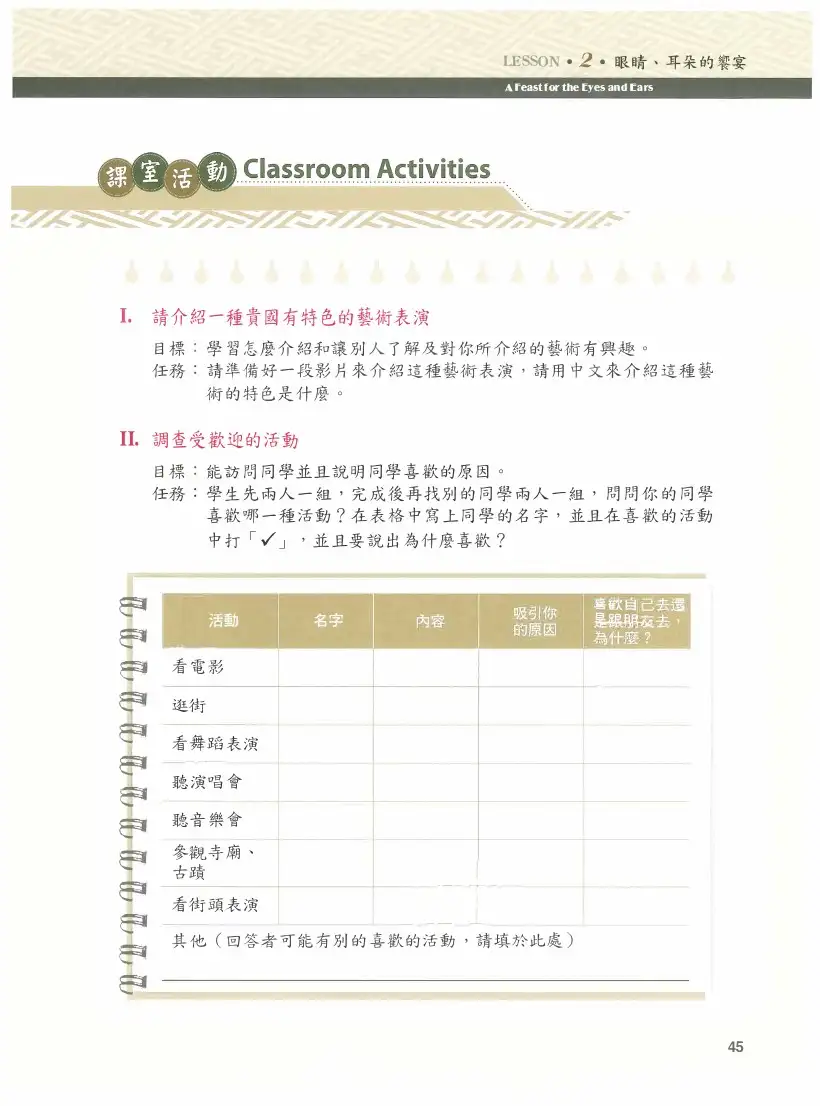 LESSON • 2 • 眼睛、耳朵的饗宴
A Feast for the Eyes and Ears
課室活動 Classroom Activities
I. 請介紹一種貴國有特色的藝術表演
目標：學習怎麼介紹和讓別人了解及對你所介紹的藝術有興趣。
任務：請準備好一段影片來介紹這種藝術表演，請用中文來介紹這種藝
術的特色是什麼。
II. 調查受歡迎的活動
目標：能訪問同學並且說明同學喜歡的原因。
任務：學生先兩人一組，完成後再找別的同學兩人一組，問問你的同學
喜歡哪一種活動？在表格中寫上同學的名字，並且在喜歡的活動
中打「✓」，並且要說出為什麼喜歡？
活動 名字 內容 吸引你的原因 喜歡自己去還是跟朋友去，為什麼？
看電影
逛街
看舞蹈表演
聽演唱會
聽音樂會
參觀寺廟、
古蹟
看街頭表演
其他（回答者可能有別的喜歡的活動，請填於此處）
45